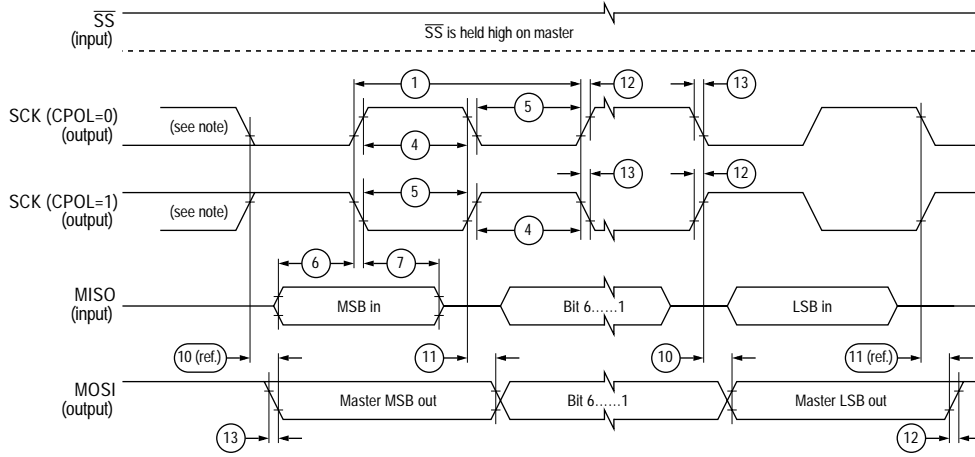 SS
(input)
SS is held high on master
1
12
13
5
SCK (CPOL=0)
(output)
(see note)
4
13
12
5
SCK (CPOL=1)
(output)
(see note)
4
6
7
MISO
(input)
MSB in
Bit 6......1
LSB in
10 (ref.)
11
10
11 (ref.)
MOSI
(output)
Master MSB out
Bit 6......1
Master LSB out
13
12